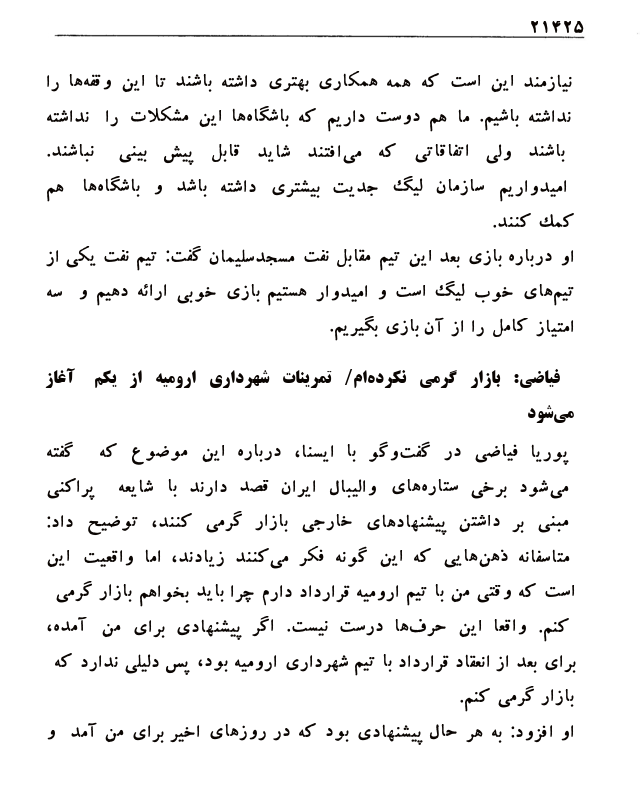 ۲۱۴۲۵
نیازمند این است که همه همکاری بهتری داشته باشند تا این وقفه‌ها را
نداشته باشیم. ما هم دوست داریم که باشگاه‌ها این مشکلات را نداشته
باشند ولی اتفاقاتی که می‌افتند شاید قابل پیش بینی نباشند.
امیدواریم سازمان لیگ جدیت بیشتری داشته باشد و باشگاه‌ها هم
کمک کنند.
او درباره بازی بعد این تیم مقابل نفت مسجدسلیمان گفت: تیم نفت یکی از
تیم‌های خوب لیگ است و امیدوار هستیم بازی خوبی ارائه دهیم و سه
امتیاز کامل را از آن بازی بگیریم.
فیاضی: بازار گرمی نکرده‌ام/ تمرینات شهرداری ارومیه از یکم آغاز
می‌شود
پوریا فیاضی در گفت‌وگو با ایسنا، درباره این موضوع که گفته
می‌شود برخی ستاره‌های والیبال ایران قصد دارند با شایعه پراکنی
مبنی بر داشتن پیشنهادهای خارجی بازار گرمی کنند، توضیح داد:
متاسفانه ذهن‌هایی که این گونه فکر می‌کنند زیادند، اما واقعیت این
است که وقتی من با تیم ارومیه قرارداد دارم چرا باید بخواهم بازار گرمی
کنم. واقعا این حرف‌ها درست نیست. اگر پیشنهادی برای من آمده،
برای بعد از انعقاد قرارداد با تیم شهرداری ارومیه بود، پس دلیلی ندارد که
بازار گرمی کنم.
او افزود: به هر حال پیشنهادی بود که در روزهای اخیر برای من آمد و